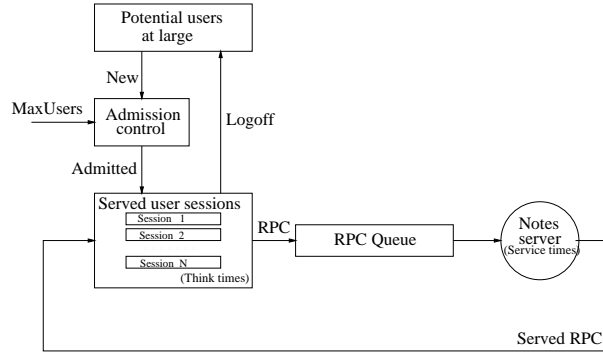 Potential users
at large
New
MaxUsers
Admission
control
Logoff
Admitted
Served user sessions
Session 1
Session 2
Session N
(Think times)
RPC
RPC Queue
Notes
server
(Service times)
Served RPC